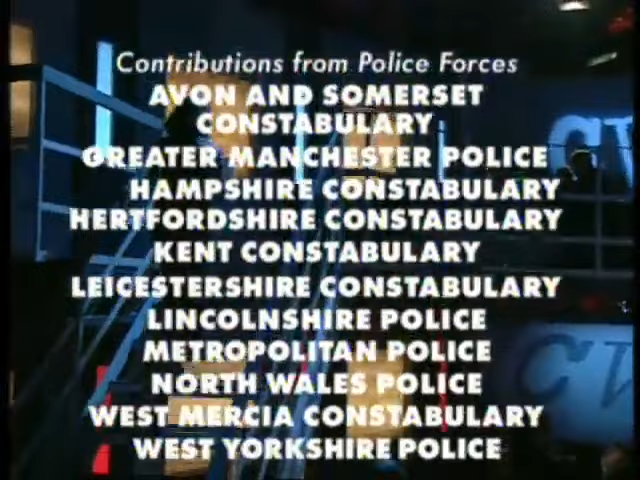 Contributions from Police Forces
AVON AND SOMERSET
CONSTABULARY
GREATER MANCHESTER POLICE
HAMPSHIRE CONSTABULARY
HERTFORDSHIRE CONSTABULARY
KENT CONSTABULARY
LEICESTERSHIRE CONSTABULARY
LINCOLNSHIRE POLICE
METROPOLITAN POLICE
NORTH WALES POLICE
WEST MERCIA CONSTABULARY
WEST YORKSHIRE POLICE